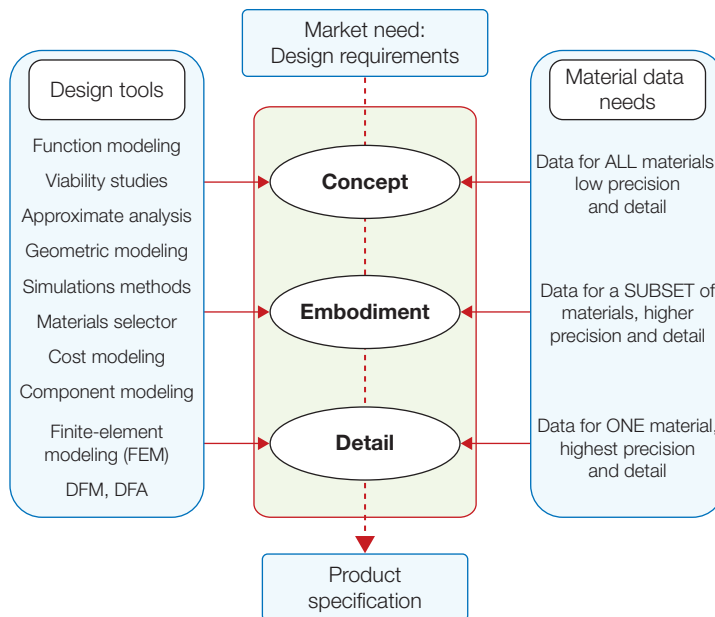 Market need:
Design requirements
Design tools
Function modeling
Viability studies
Approximate analysis
Geometric modeling
Simulations methods
Materials selector
Cost modeling
Component modeling
Finite-element
modeling (FEM)
DFM, DFA
Concept
Embodiment
Detail
Material data
needs
Data for ALL materials,
low precision
and detail
Data for a SUBSET of
materials, higher
precision and detail
Data for ONE material,
highest precision
and detail
Product
specification